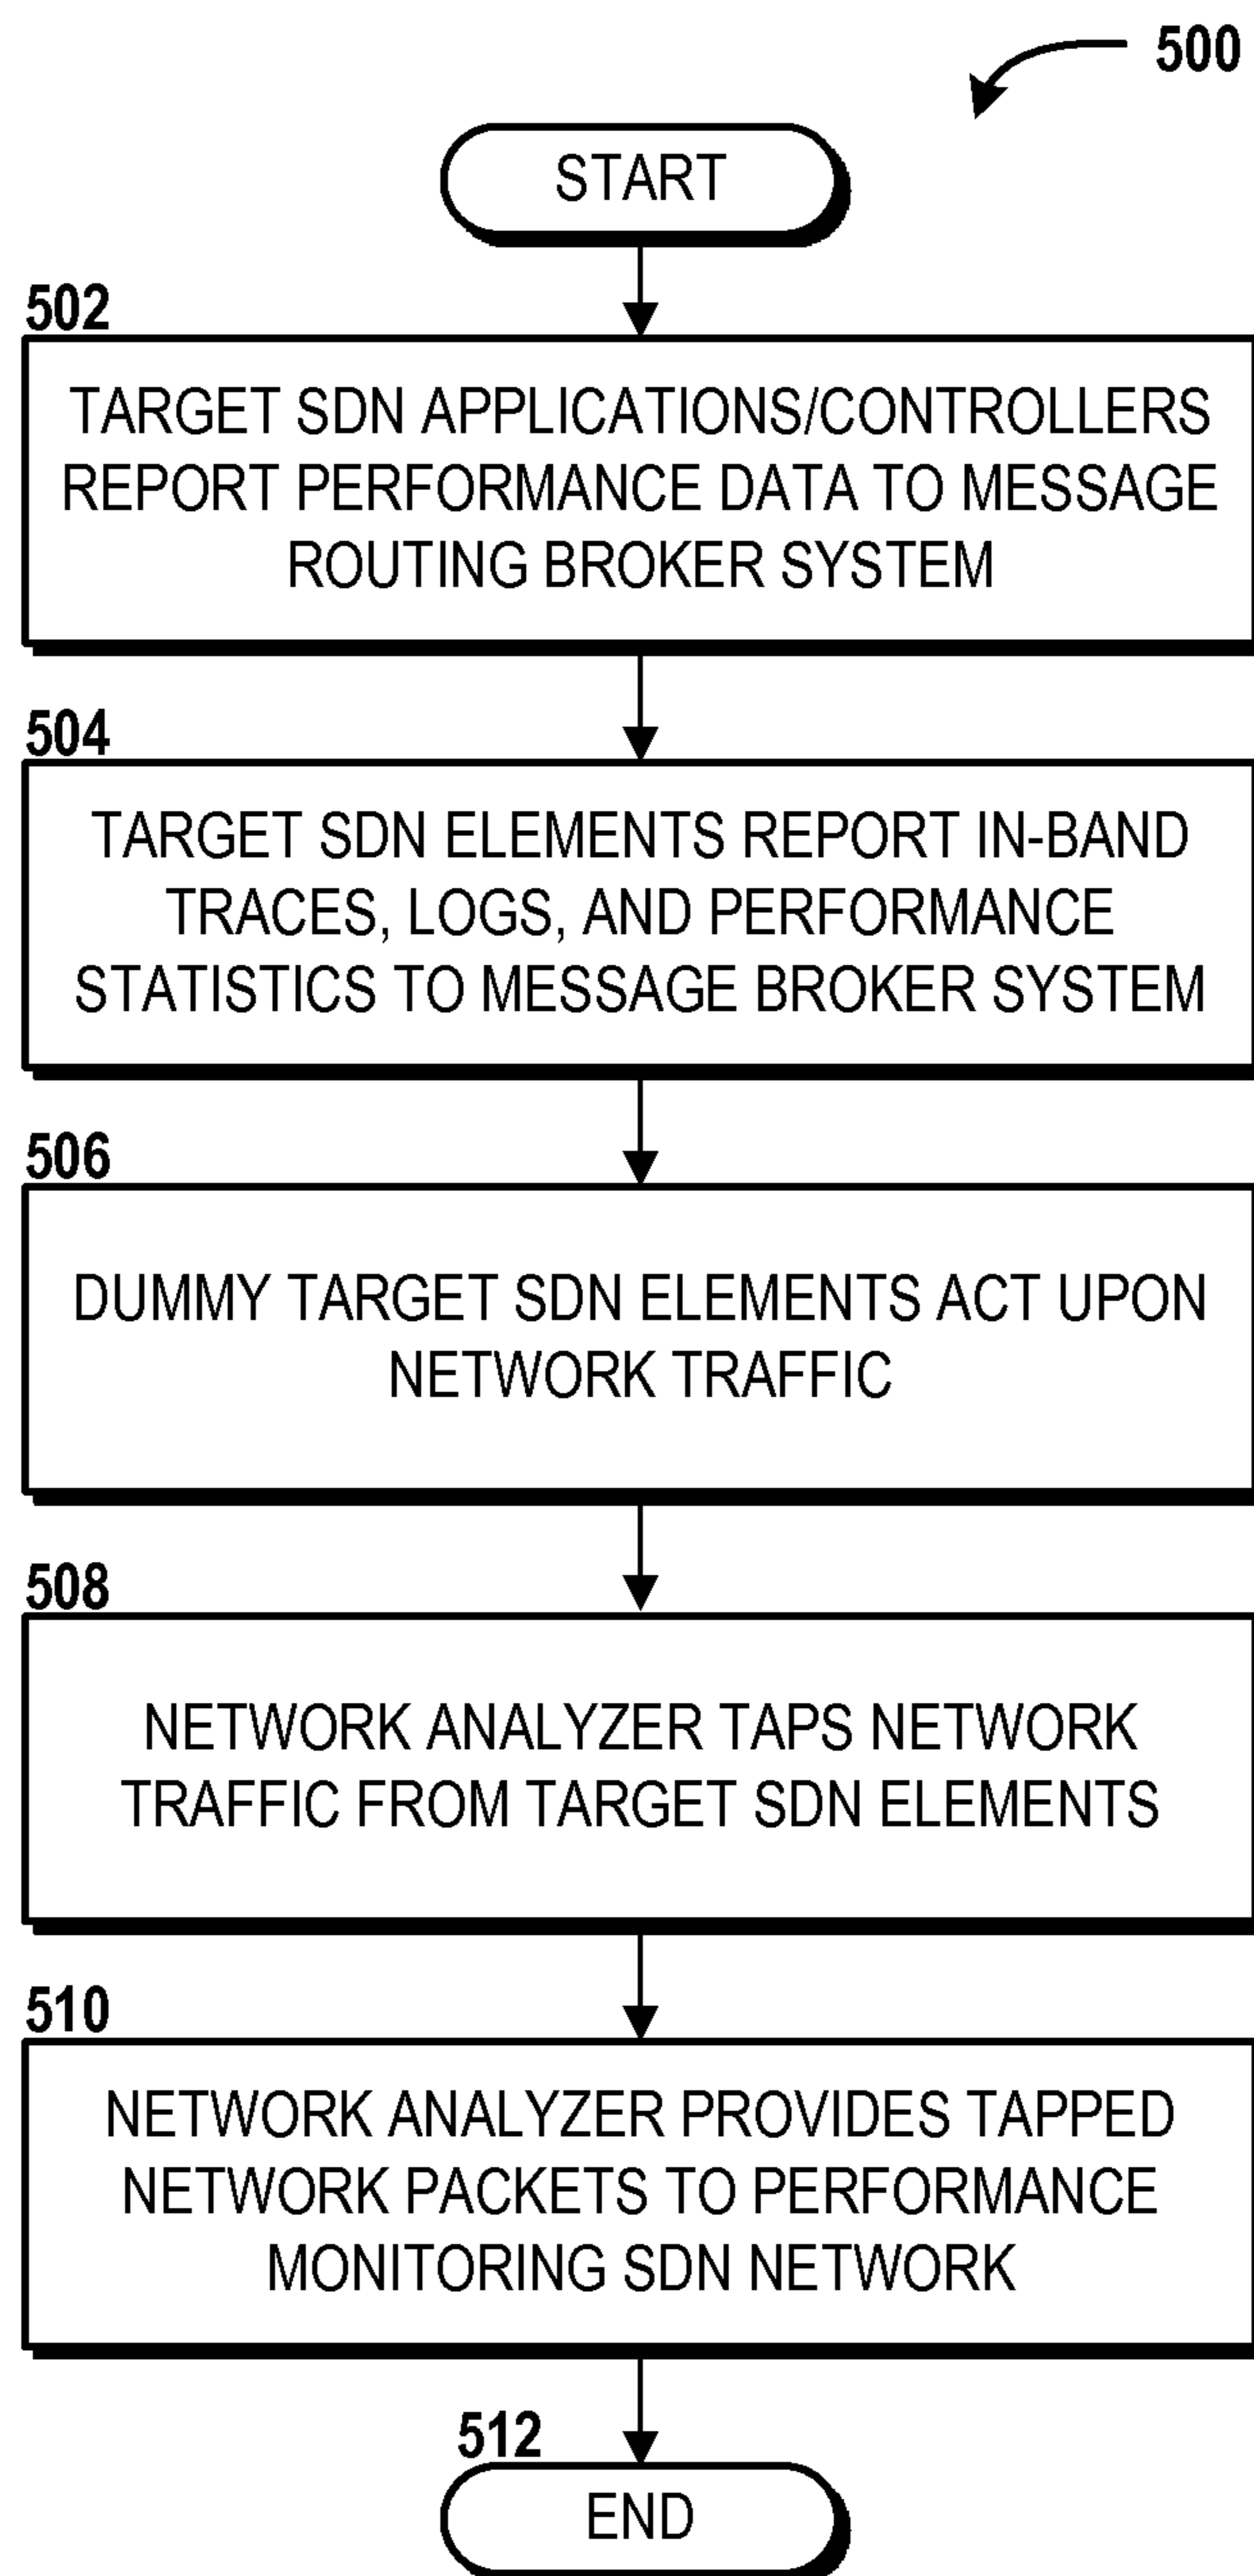 500
START
502
TARGET SDN APPLICATIONS/CONTROLLERS
REPORT PERFORMANCE DATA TO MESSAGE
ROUTING BROKER SYSTEM
504
TARGET SDN ELEMENTS REPORT IN-BAND
TRACES, LOGS, AND PERFORMANCE
STATISTICS TO MESSAGE BROKER SYSTEM
506
DUMMY TARGET SDN ELEMENTS ACT UPON
NETWORK TRAFFIC
508
NETWORK ANALYZER TAPS NETWORK
TRAFFIC FROM TARGET SDN ELEMENTS
510
NETWORK ANALYZER PROVIDES TAPPED
NETWORK PACKETS TO PERFORMANCE
MONITORING SDN NETWORK
512
END